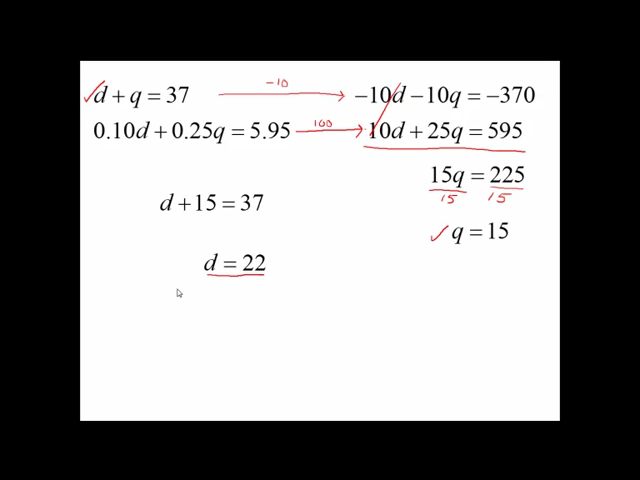 d + q = 37 −10 −10d − 10q = −370
0.10d + 0.25q = 5.95 100 10d + 25q = 595
15q = 225
15 15
d + 15 = 37
q = 15
d = 22